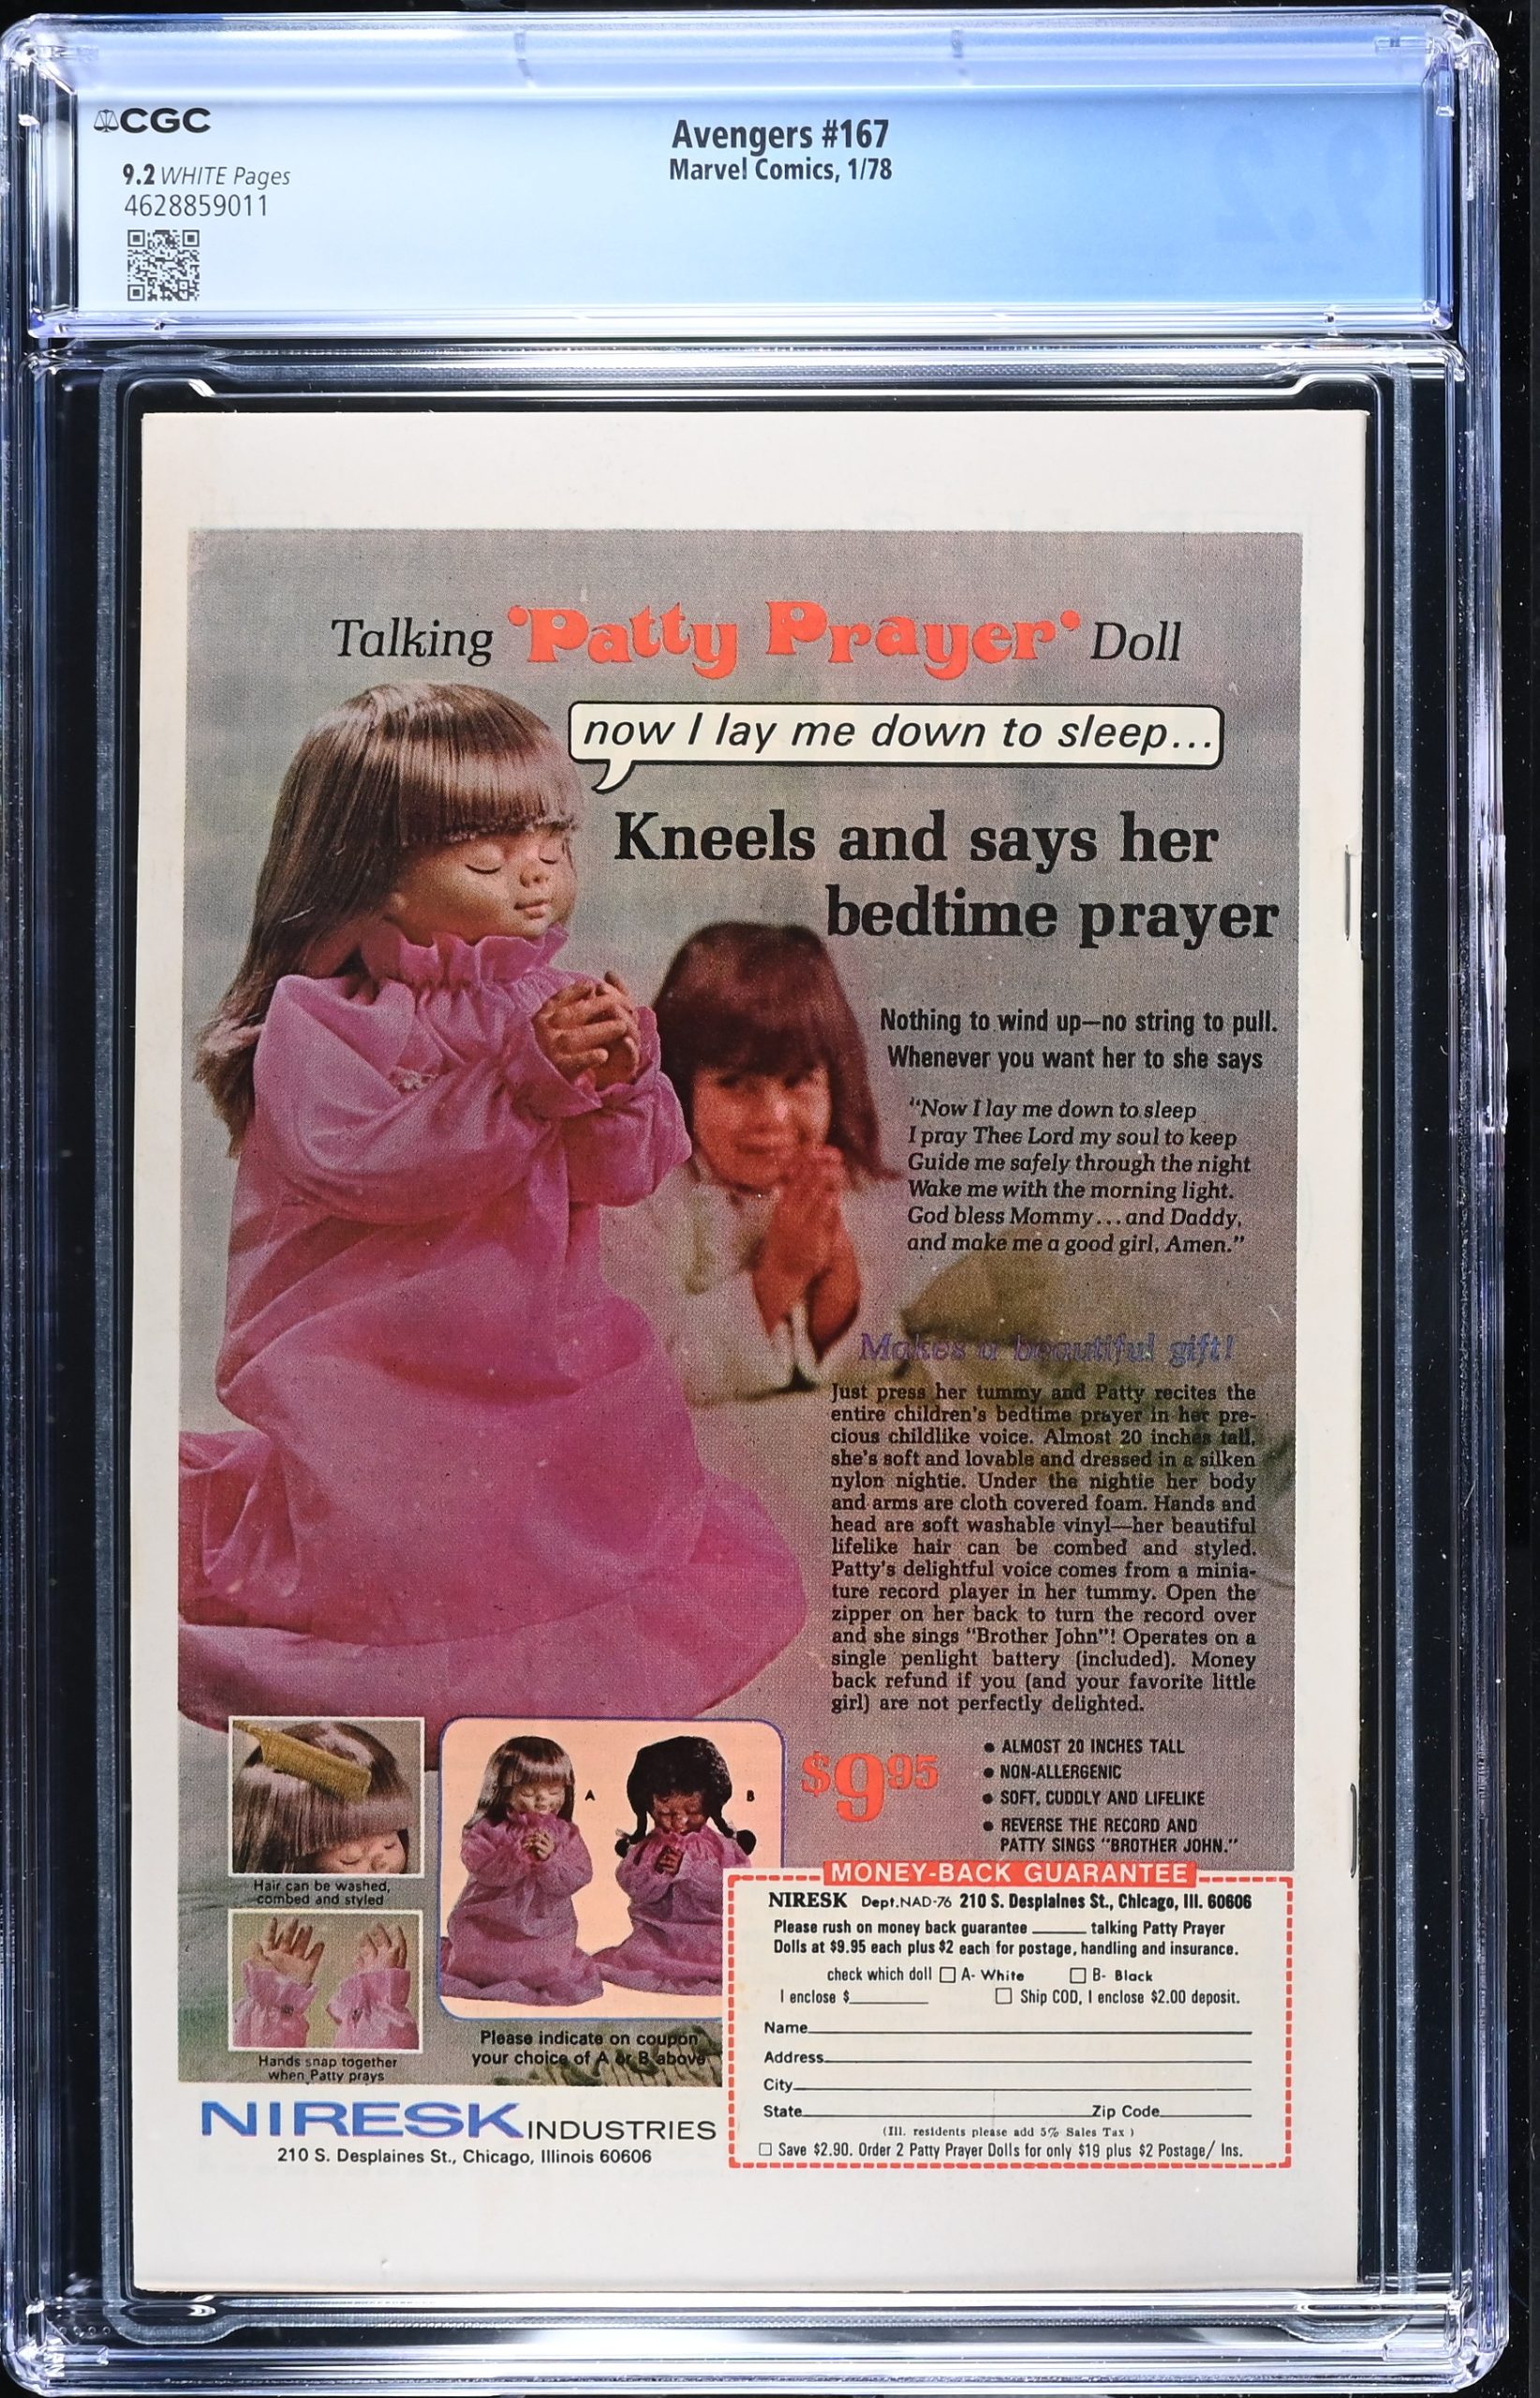 CGC
9.2 WHITE Pages
4628859011
Avengers #167
Marvel Comics, 1/78
9.2
Talking 'Patty Prayer' Doll
now I lay me down to sleep...
Kneels and says her
bedtime prayer
Nothing to wind up—no string to pull.
Whenever you want her to she says
"Now I lay me down to sleep
I pray Thee Lord my soul to keep
Guide me safely through the night
Wake me with the morning light.
God bless Mommy...and Daddy,
and make me a good girl, Amen."
Makes a beautiful gift!
Just press her tummy and Patty recites the
entire children's bedtime prayer in her pre-
cious childlike voice. Almost 20 inches tall,
she's soft and lovable and dressed in a silken
nylon nightie. Under the nightie her body
and arms are cloth covered foam. Hands and
head are soft washable vinyl—her beautiful
lifelike hair can be combed and styled.
Patty's delightful voice comes from a minia-
ture record player in her tummy. Open the
zipper on her back to turn the record over
and she sings "Brother John"! Operates on a
single penlight battery (included). Money
back refund if you (and your favorite little
girl) are not perfectly delighted.
Hair can be washed,
combed and styled
Hands snap together
when Patty prays
A
B
Please indicate on coupon
your choice of A or B above
$9.95
• ALMOST 20 INCHES TALL
• NON-ALLERGENIC
• SOFT, CUDDLY AND LIFELIKE
• REVERSE THE RECORD AND
PATTY SINGS "BROTHER JOHN."
MONEY-BACK GUARANTEE
NIRESK Dept.NAD-76 210 S. Desplaines St., Chicago, Ill. 60606
Please rush on money back guarantee ______ talking Patty Prayer
Dolls at $9.95 each plus $2 each for postage, handling and insurance.
check which doll □ A- White □ B- Black
I enclose $________ □ Ship COD, I enclose $2.00 deposit.
Name
Address
City
State Zip Code
(Ill. residents please add 5% Sales Tax )
□ Save $2.90. Order 2 Patty Prayer Dolls for only $19 plus $2 Postage/ Ins.
NIRESK INDUSTRIES
210 S. Desplaines St., Chicago, Illinois 60606